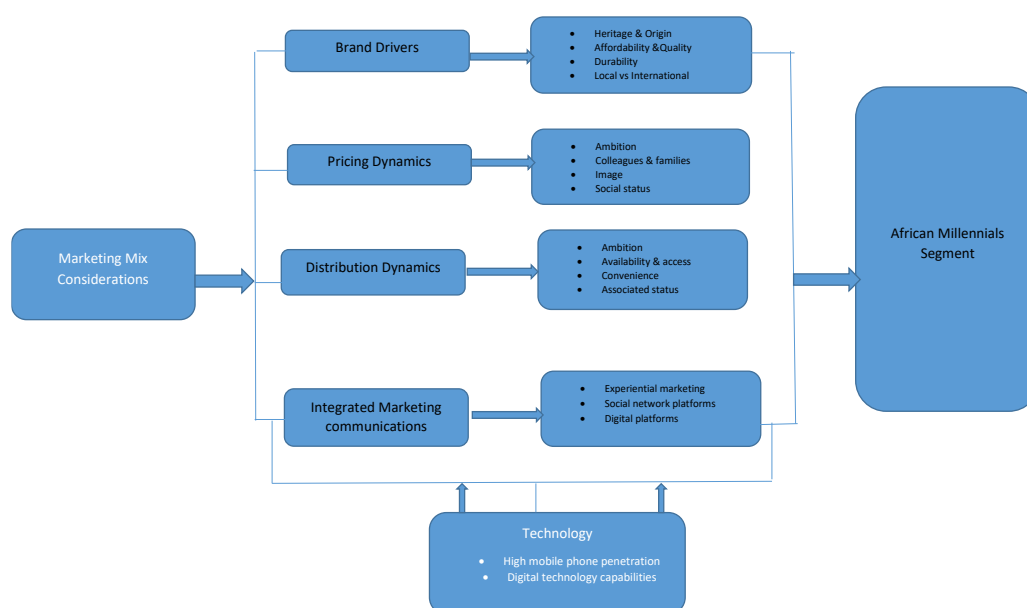 Marketing Mix
Considerations
Brand Drivers
• Heritage & Origin
• Affordability &Quality
• Durability
• Local vs International
Pricing Dynamics
• Ambition
• Colleagues & families
• Image
• Social status
Distribution Dynamics
• Ambition
• Availability & access
• Convenience
• Associated status
Integrated Marketing
communications
• Experiential marketing
• Social network platforms
• Digital platforms
African Millennials
Segment
Technology
• High mobile phone penetration
• Digital technology capabilities